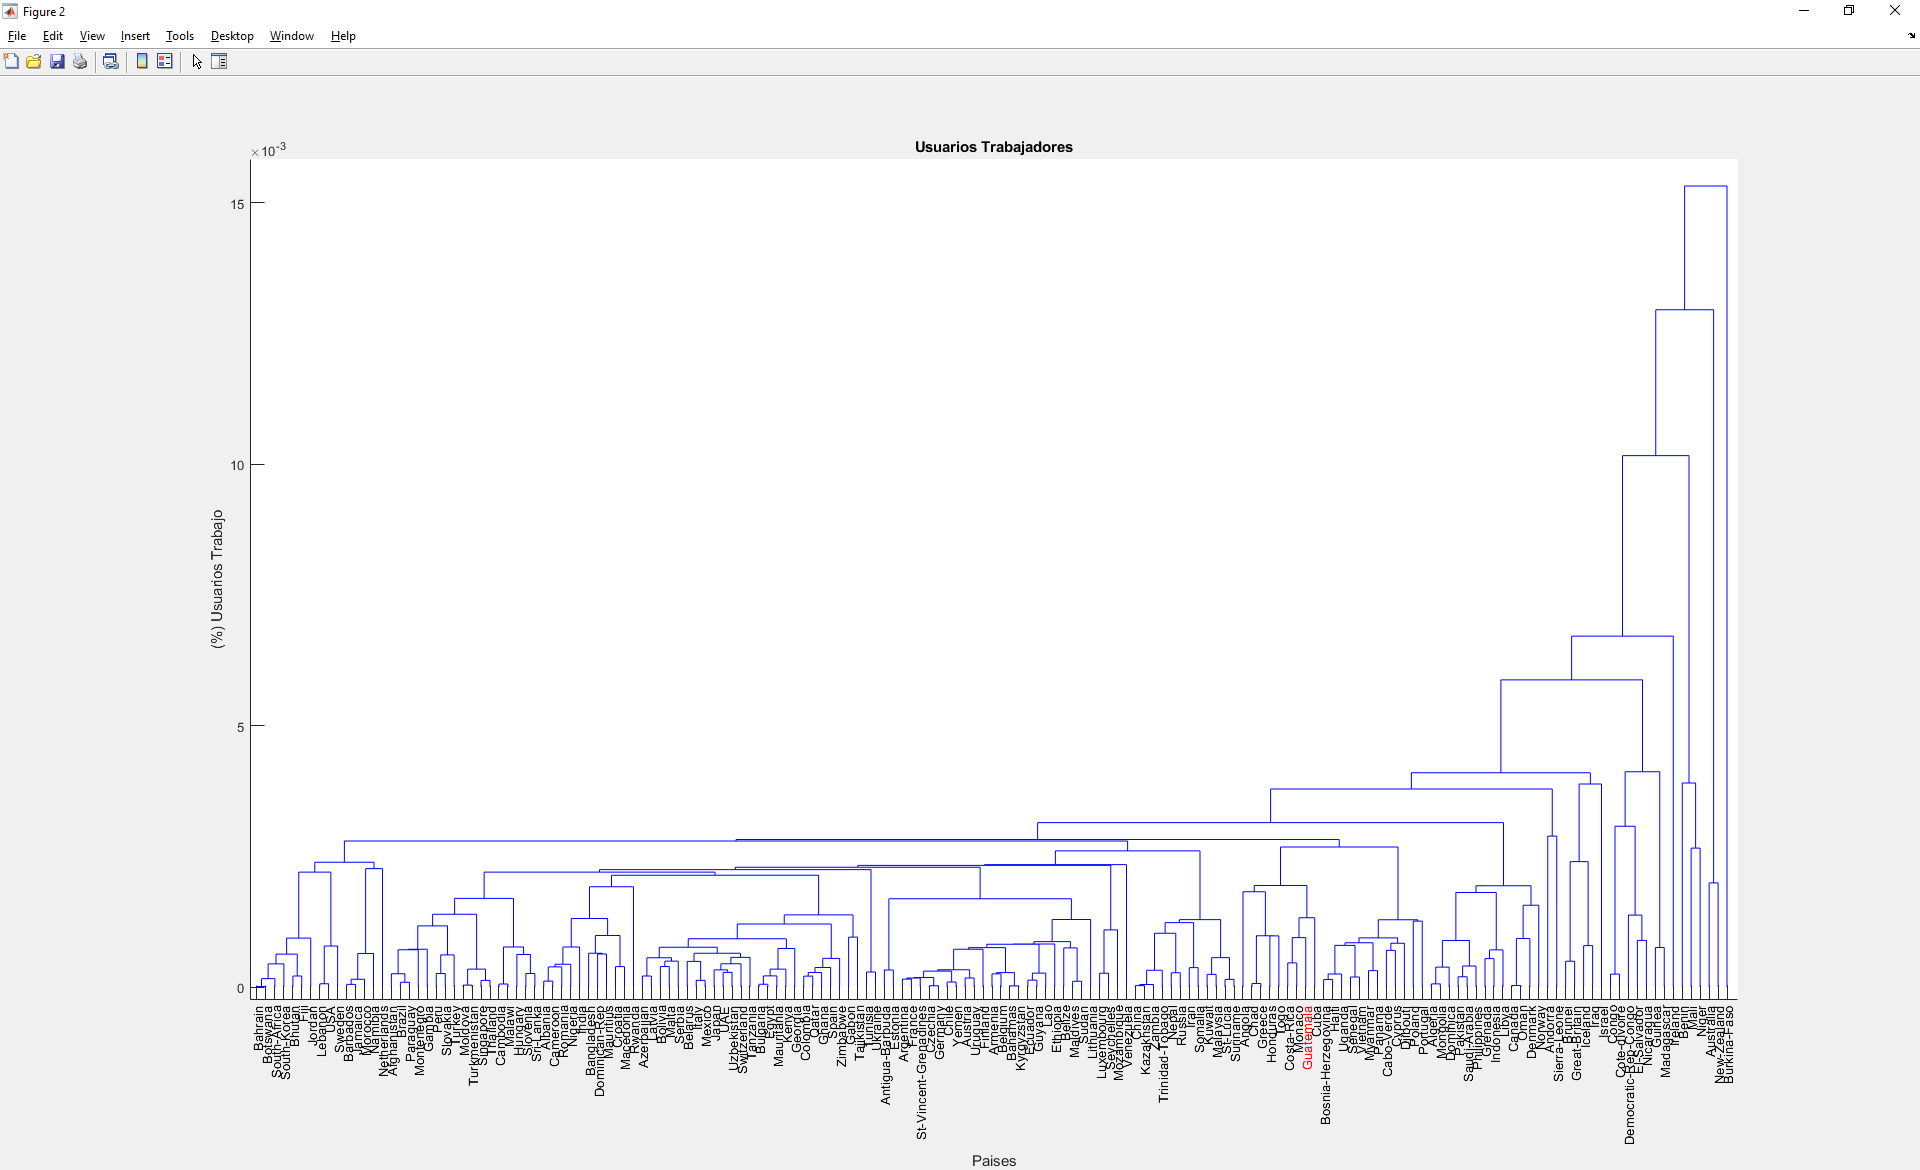 Figure 2
File Edit View Insert Tools Desktop Window Help
Usuarios Trabajadores
×10-3
15
10
5
0
(%) Usuarios Trabajo
Bahrain
Botswana
South-Africa
South-Korea
Bhutan
Fiji
Jordan
Lebanon
USA
Sweden
Barbados
Jamaica
Morocco
Namibia
Netherlands
Afghanistan
Brazil
Paraguay
Montenegro
Gambia
Peru
Slovakia
Turkey
Moldova
Turkmenistan
Singapore
Thailand
Cambodia
Malawi
Hungary
Slovenia
Sri-Lanka
Albania
Cameroon
Romania
Nigeria
India
Bangladesh
Dominican-Rep
Mauritius
Croatia
Macedonia
Rwanda
Azerbaijan
Latvia
Bolivia
Malta
Serbia
Belarus
Italy
Mexico
Japan
UAE
Uzbekistan
Switzerland
Tanzania
Bulgaria
Egypt
Mauritania
Kenya
Georgia
Colombia
Qatar
Ghana
Spain
Zimbabwe
Gabon
Tajikistan
Tunisia
Ukraine
Antigua-Barbuda
Estonia
Argentina
France
St-Vincent-Grenadines
Czechia
Germany
Chile
Yemen
Austria
Uruguay
Finland
Armenia
Belgium
Bahamas
Kyrgyzstan
Ecuador
Guyana
Lao
Ethiopia
Belize
Maldives
Sudan
Lithuania
Luxembourg
Seychelles
Mozambique
Venezuela
China
Kazakhstan
Zambia
Trinidad-Tobago
Nepal
Russia
Iran
Somalia
Kuwait
Malaysia
St-Lucia
Suriname
Angola
Chad
Greece
Honduras
Togo
Costa-Rica
Monaco
Guatemala
Cuba
Bosnia-Herzegovina
Haiti
Uganda
Senegal
Vietnam
Myanmar
Panama
Cabo-Verde
Cyprus
Djibouti
Poland
Portugal
Algeria
Mongolia
Dominica
Pakistan
Saudi-Arabia
Philippines
Grenada
Indonesia
Libya
Canada
Oman
Denmark
Norway
Andorra
Sierra-Leone
Great-Britain
Iceland
Iraq
Israel
Congo
Cote-dIvoire
Democratic-Rep-Congo
El-Salvador
Nicaragua
Guinea
Madagascar
Ireland
Benin
Mali
Niger
Australia
New-Zealand
Burkina-Faso
Paises